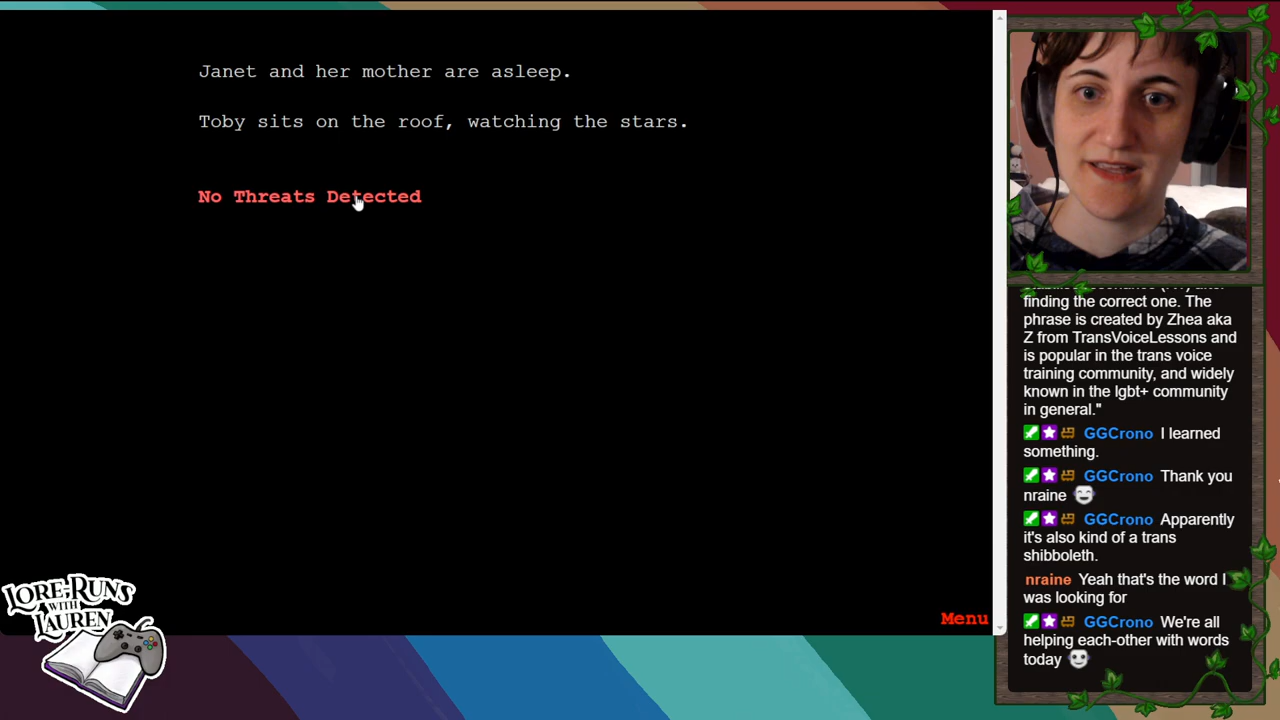 Janet and her mother are asleep.
Toby sits on the roof, watching the stars.
No Threats Detected
Menu
finding the correct one. The
phrase is created by Zhea aka
Z from TransVoiceLessons and
is popular in the trans voice
training community, and widely
known in the lgbt+ community
in general."
GGCrono I learned
something.
GGCrono Thank you
nraine
GGCrono Apparently
it's also kind of a trans
shibboleth.
nraine Yeah that's the word I
was looking for
GGCrono We're all
helping each-other with words
today
LORE-RUNS
WITH
LAUREN